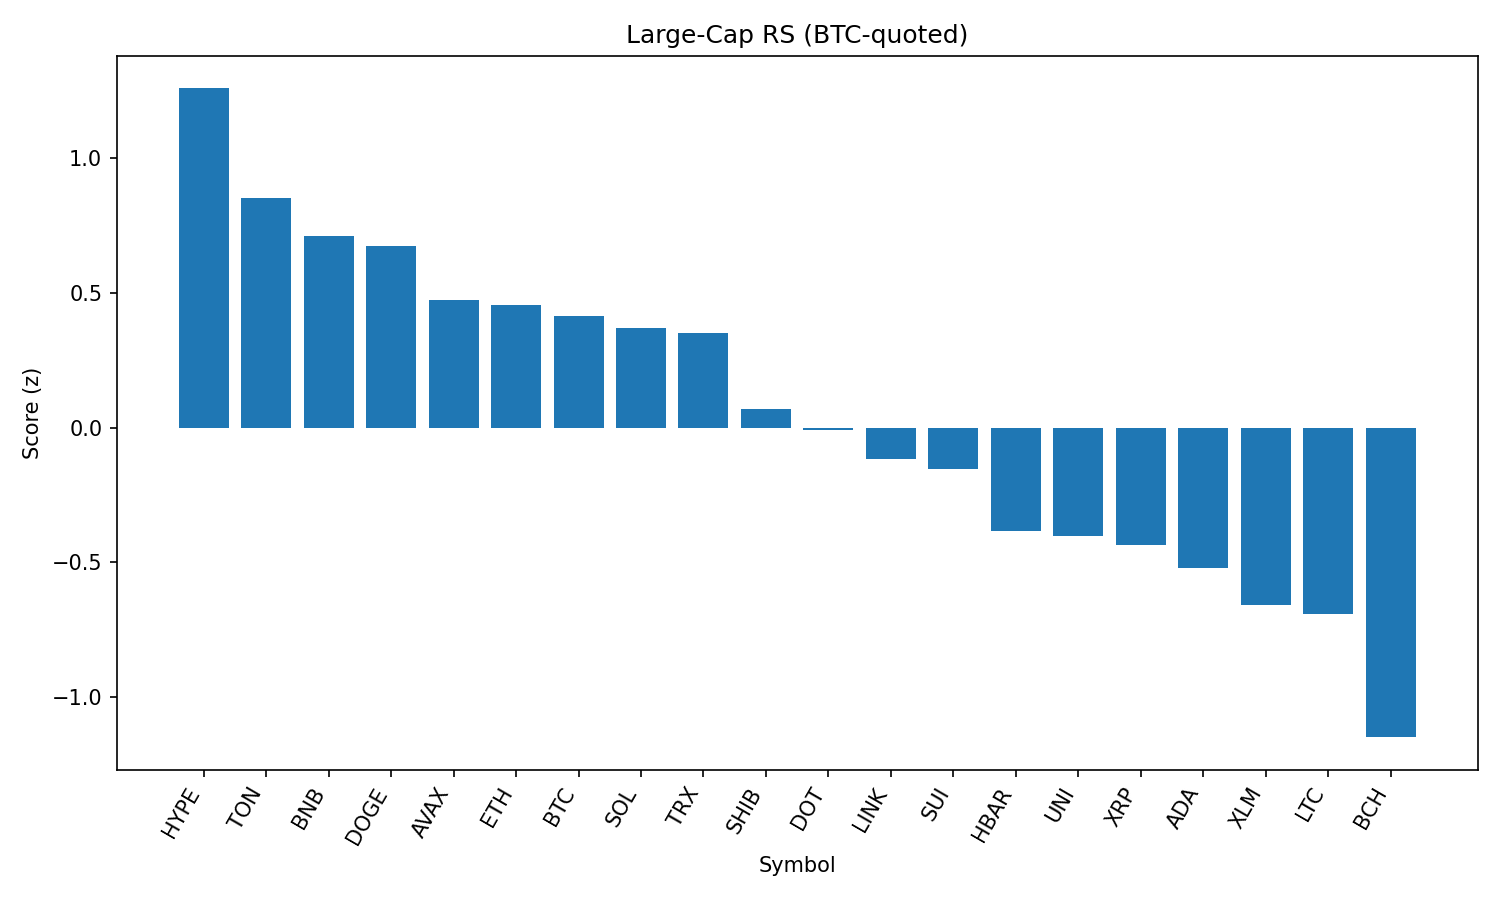 Large-Cap RS (BTC-quoted)
Score (z)
1.0
0.5
0.0
−0.5
−1.0
HYPE
TON
BNB
DOGE
AVAX
ETH
BTC
SOL
TRX
SHIB
DOT
LINK
SUI
HBAR
UNI
XRP
ADA
XLM
LTC
BCH
Symbol